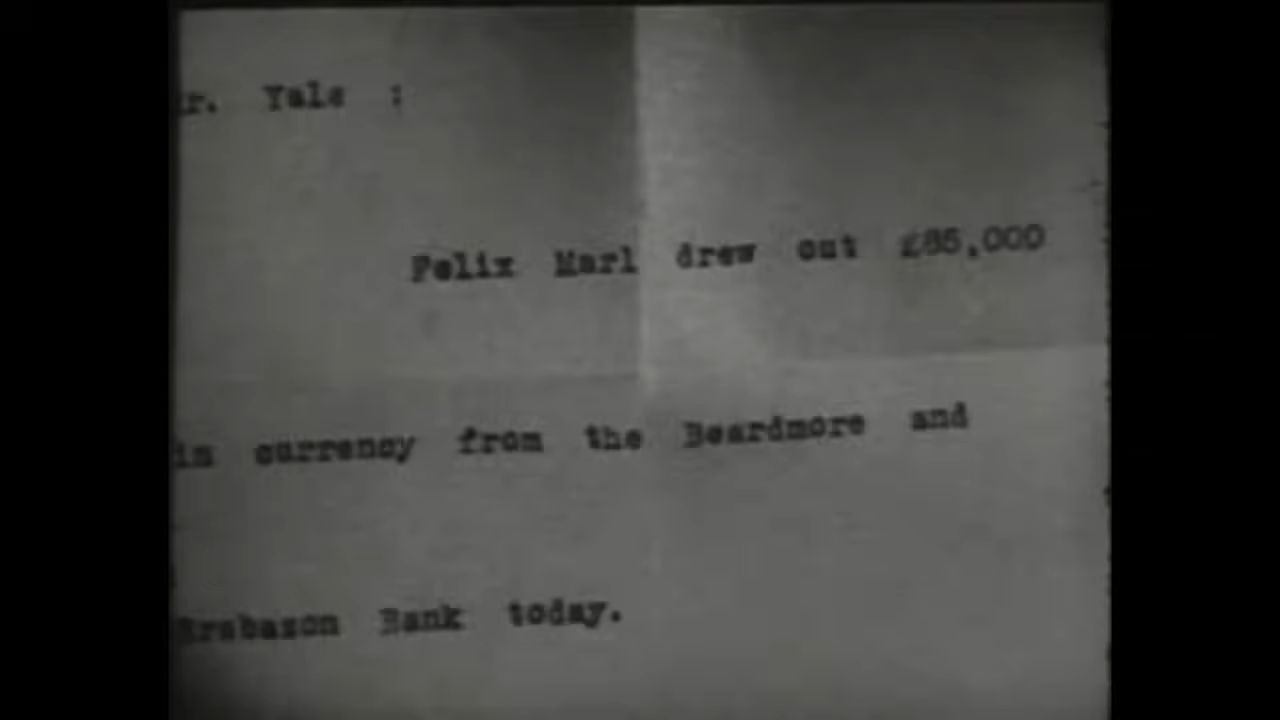 r. Yale :
Felix Marl drew out £85,000
in currency from the Beardmore and
Brabazon Bank today.